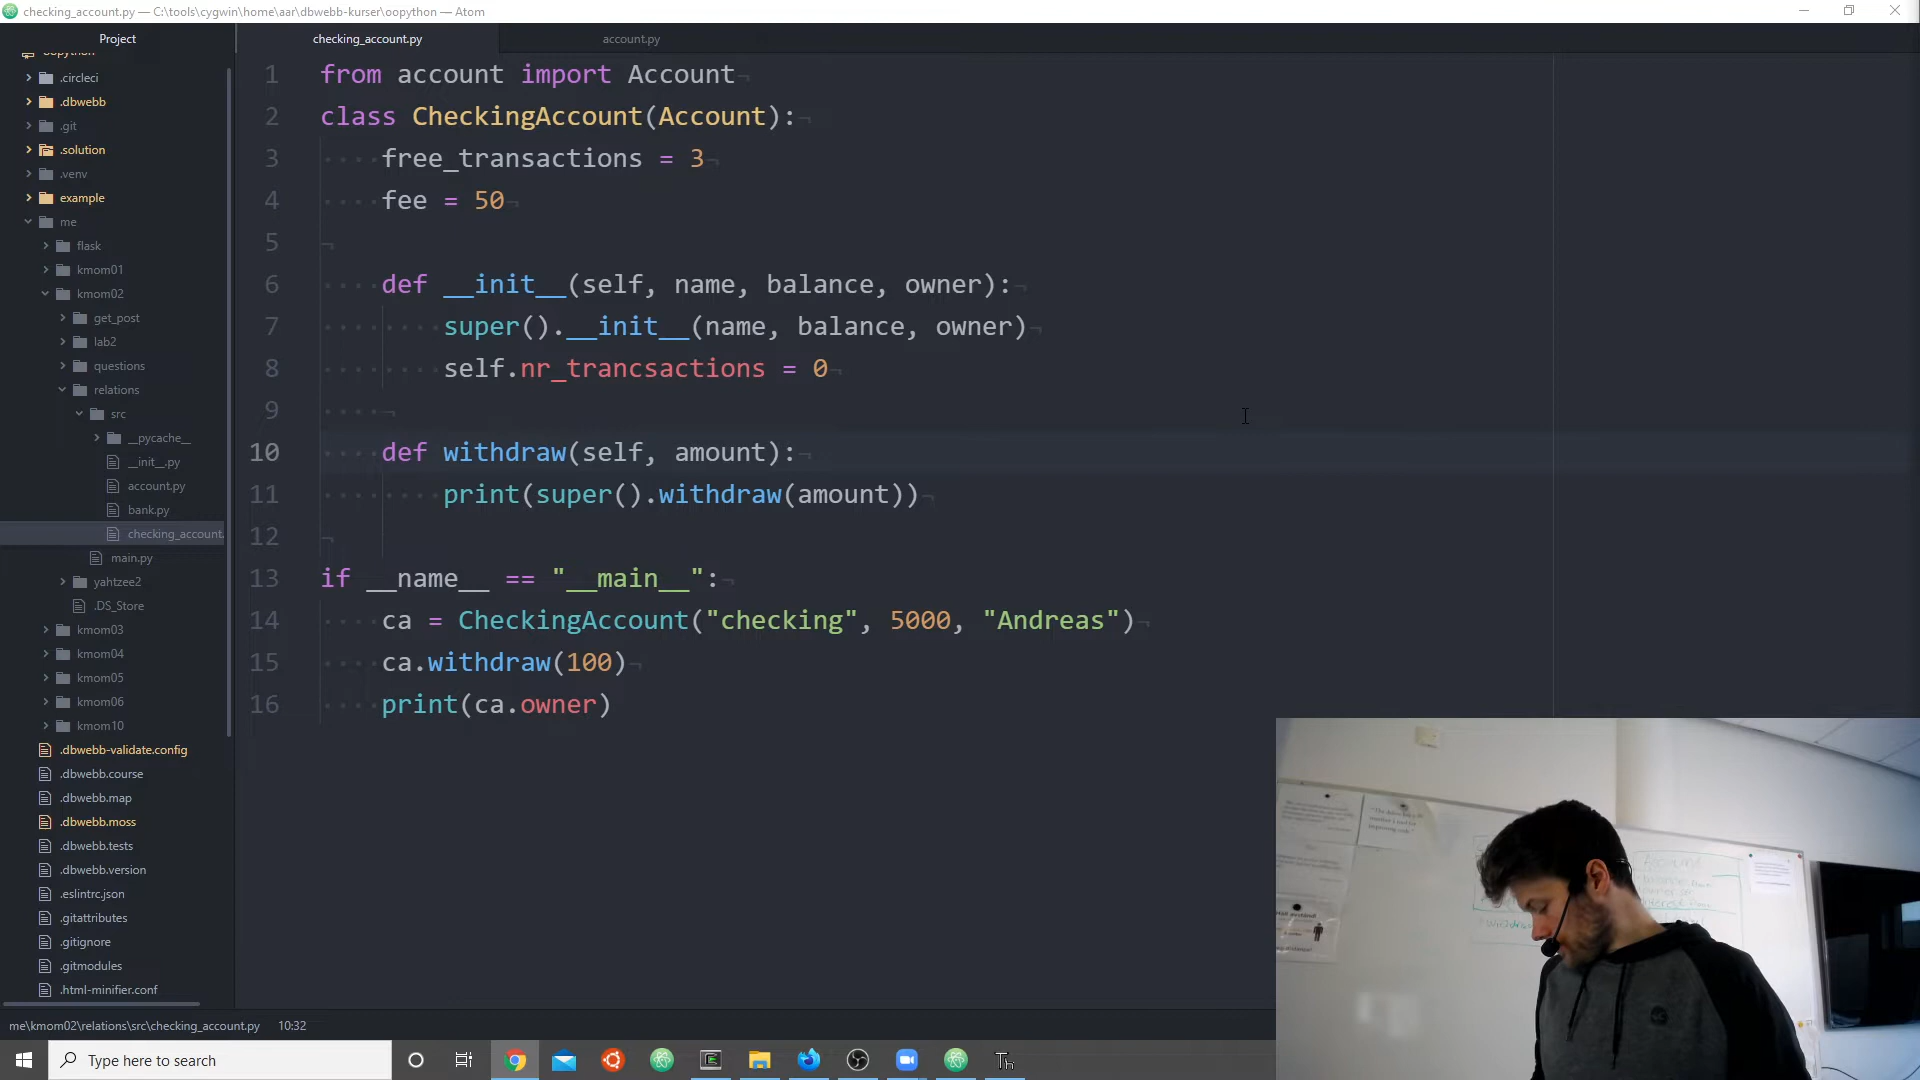 checking_account.py — C:\tools\cygwin\home\aar\dbwebb-kurser\oopython — Atom
Project
checking_account.py
account.py
oopython
.circleci
.dbwebb
.git
.solution
.venv
example
me
flask
kmom01
kmom02
get_post
lab2
questions
relations
src
__pycache__
__init__.py
account.py
bank.py
checking_account.
main.py
yahtzee2
.DS_Store
kmom03
kmom04
kmom05
kmom06
kmom10
.dbwebb-validate.config
.dbwebb.course
.dbwebb.map
.dbwebb.moss
.dbwebb.tests
.dbwebb.version
.eslintrc.json
.gitattributes
.gitignore
.gitmodules
.html-minifier.conf
1 from account import Account
2 class CheckingAccount(Account):
3 free_transactions = 3
4 fee = 50
5
6 def __init__(self, name, balance, owner):
7 super().__init__(name, balance, owner)
8 self.nr_trancsactions = 0
9
10 def withdraw(self, amount):
11 print(super().withdraw(amount))
12
13 if __name__ == "__main__":
14 ca = CheckingAccount("checking", 5000, "Andreas")
15 ca.withdraw(100)
16 print(ca.owner)
me\kmom02\relations\src\checking_account.py 10:32
Type here to search
Th